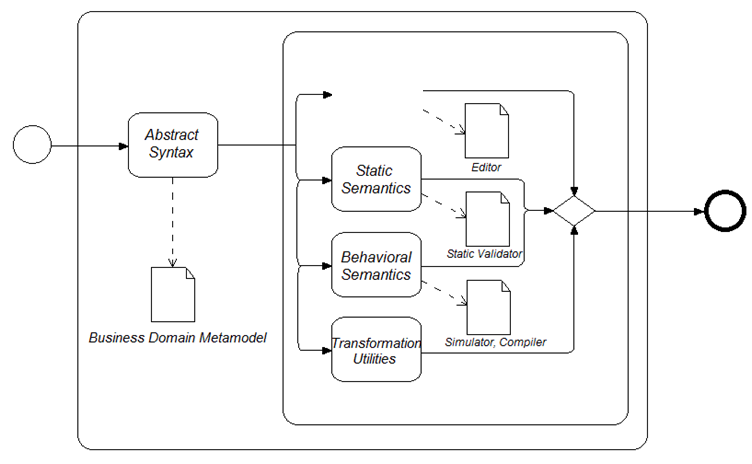 Abstract
Syntax
Business Domain Metamodel
Editor
Static
Semantics
Static Validator
Behavioral
Semantics
Simulator, Compiler
Transformation
Utilities